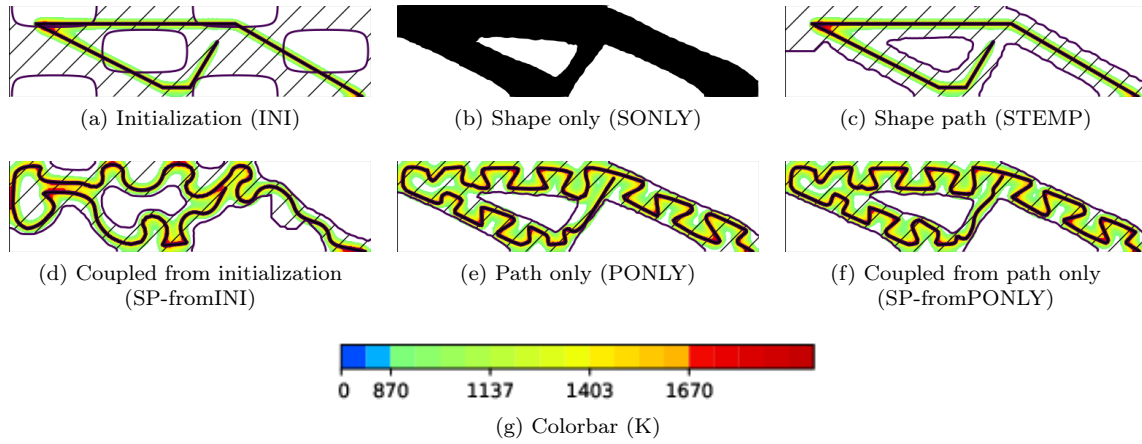 (a) Initialization (INI)
(b) Shape only (SONLY)
(c) Shape path (STEMP)
(d) Coupled from initialization
(SP-fromINI)
(e) Path only (PONLY)
(f) Coupled from path only
(SP-fromPONLY)
0 870 1137 1403 1670
(g) Colorbar (K)